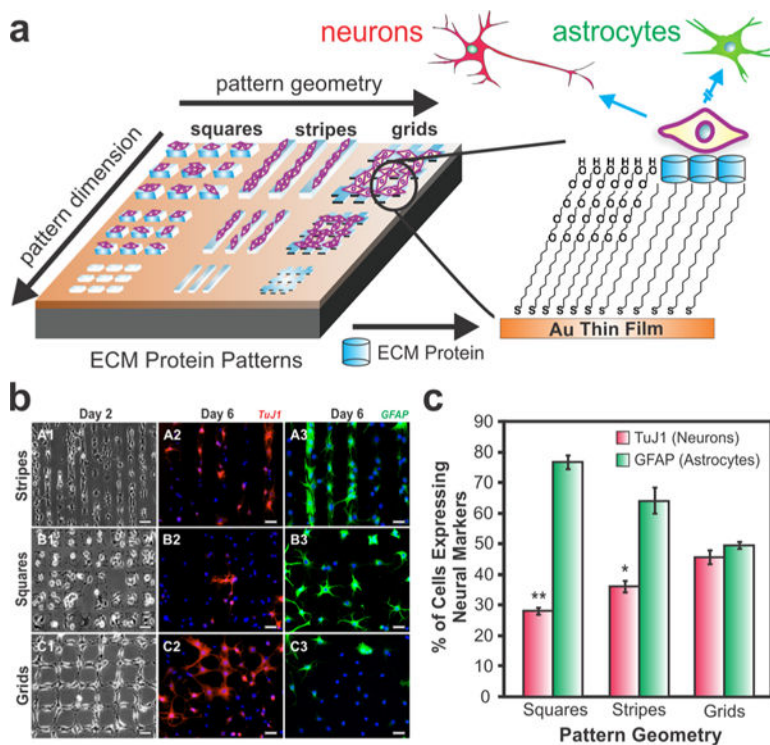 a
neurons
astrocytes
pattern geometry
squares
stripes
grids
pattern dimension
H H H H H H H
O O O O O O O
O O O O O O
O O O O O
S S S S S S S S S S S S
Au Thin Film
ECM Protein Patterns
ECM Protein
b
Day 2
Day 6
TuJ1
Day 6
GFAP
Stripes
A1
A2
A3
Squares
B1
B2
B3
Grids
C1
C2
C3
c
% of Cells Expressing
Neural Markers
90
80
70
60
50
40
30
20
10
0
TuJ1 (Neurons)
GFAP (Astrocytes)
**
*
Squares
Stripes
Grids
Pattern Geometry